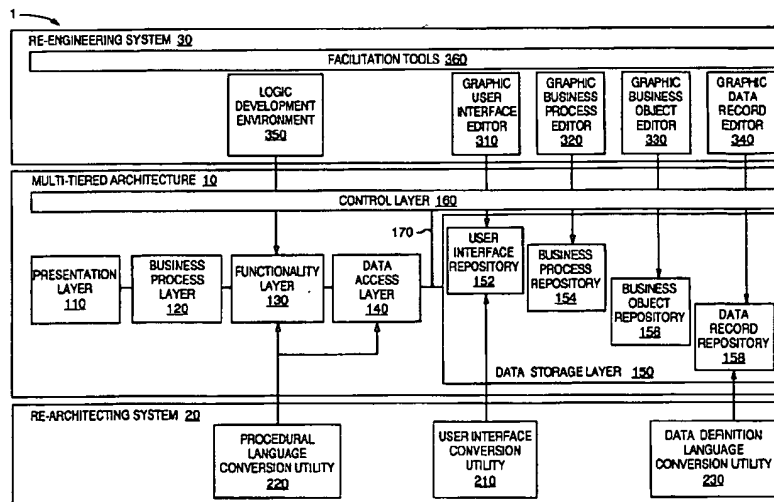 1
RE-ENGINEERING SYSTEM 30
FACILITATION TOOLS 360
LOGIC
DEVELOPMENT
ENVIRONMENT
350
GRAPHIC
USER
INTERFACE
EDITOR
310
GRAPHIC
BUSINESS
PROCESS
EDITOR
320
GRAPHIC
BUSINESS
OBJECT
EDITOR
330
GRAPHIC
DATA
RECORD
EDITOR
340
MULTI-TIERED ARCHITECTURE 10
CONTROL LAYER 160
170
PRESENTATION
LAYER
110
BUSINESS
PROCESS
LAYER
120
FUNCTIONALITY
LAYER
130
DATA
ACCESS
LAYER
140
USER
INTERFACE
REPOSITORY
152
BUSINESS
PROCESS
REPOSITORY
154
BUSINESS
OBJECT
REPOSITORY
158
DATA
RECORD
REPOSITORY
158
DATA STORAGE LAYER 150
RE-ARCHITECTING SYSTEM 20
PROCEDURAL
LANGUAGE
CONVERSION UTILITY
220
USER INTERFACE
CONVERSION
UTILITY
210
DATA DEFINITION
LANGUAGE
CONVERSION UTILITY
230